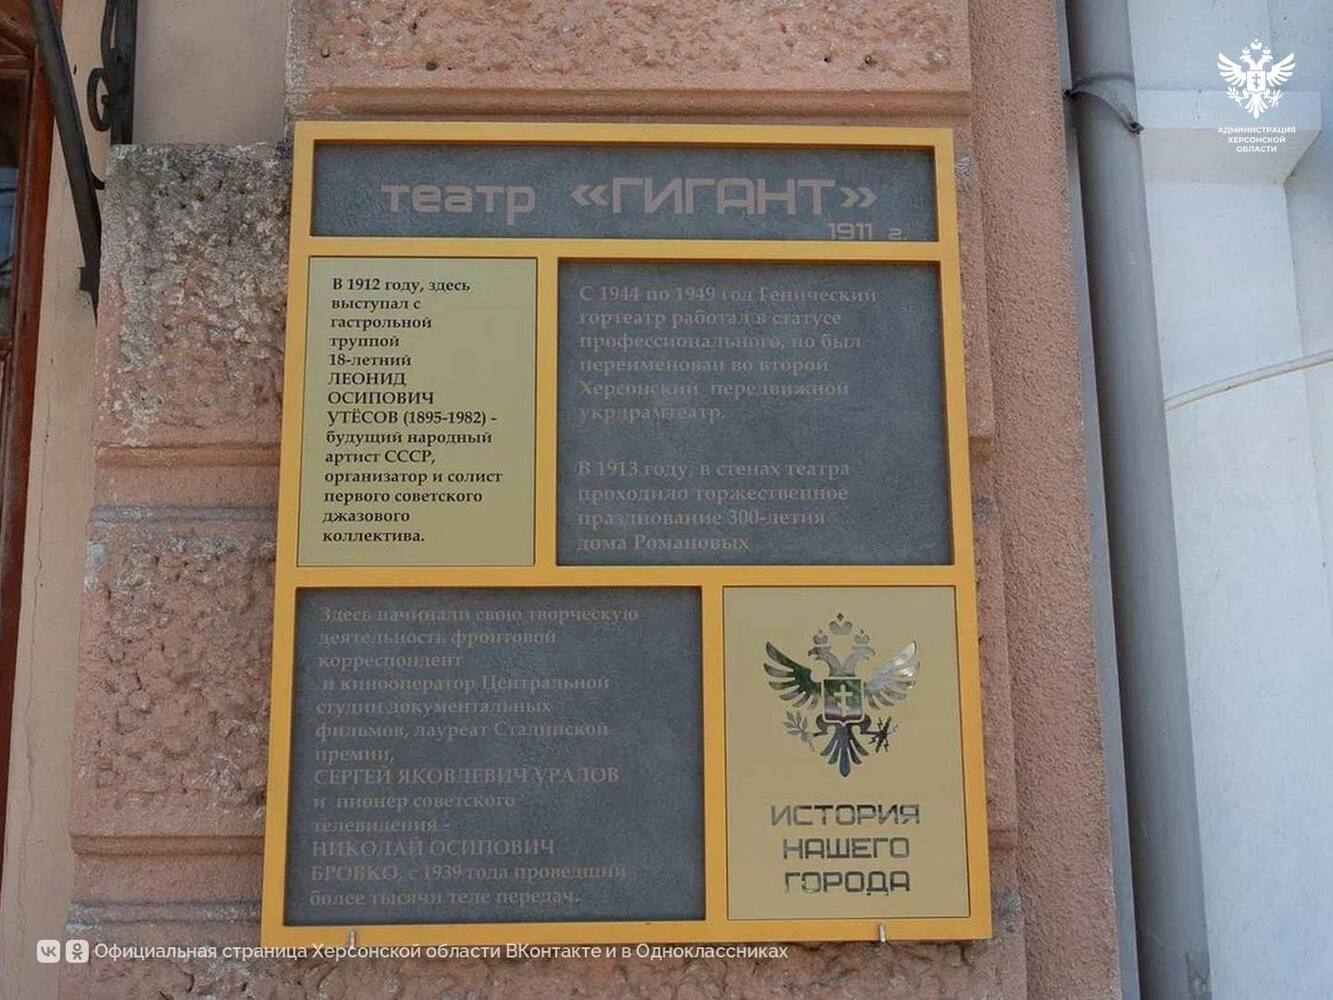 АДМИНИСТРАЦИЯ
ХЕРСОНСКОЙ
ОБЛАСТИ
театр «ГИГАНТ»
1911 г.
В 1912 году, здесь
выступал с
гастрольной
труппой
18-летний
ЛЕОНИД
ОСИПОВИЧ
УТЁСОВ (1895-1982) -
будущий народный
артист СССР,
организатор и солист
первого советского
джазового
коллектива.
С 1944 по 1949 год Генический
гортеатр работал в статусе
профессионального, но был
переименован во второй
Херсонский передвижной
укрдрамтеатр.
В 1913 году, в стенах театра
проходило торжественное
празднование 300-летия
дома Романовых
Здесь начинали свою творческую
деятельность фронтовой
корреспондент
и кинооператор Центральной
студии документальных
фильмов, лауреат Сталинской
премии,
СЕРГЕЙ ЯКОВЛЕВИЧ УРАЛОВ
и пионер советского
телевидения -
НИКОЛАЙ ОСИПОВИЧ
БРОВКО, с 1939 года проведший
более тысячи теле передач.
ИСТОРИЯ
НАШЕГО
ГОРОДА
Официальная страница Херсонской области ВКонтакте и в Одноклассниках